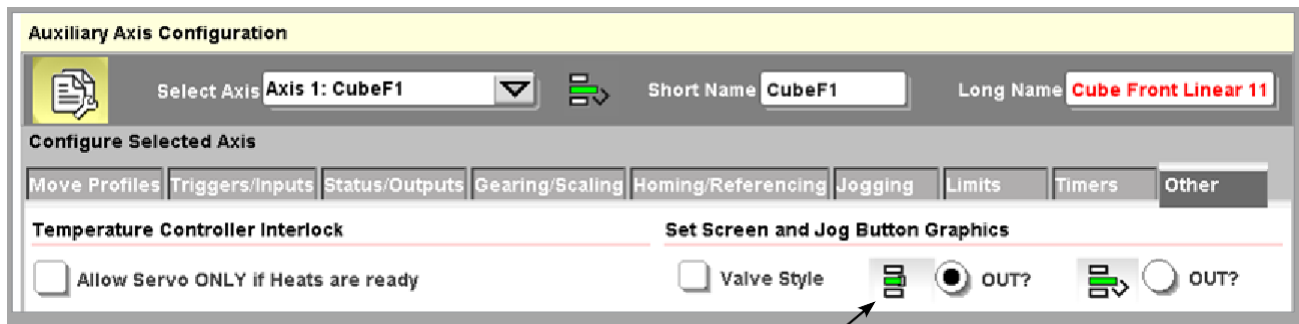 Auxiliary Axis Configuration
Select Axis Axis 1: CubeF1 Short Name CubeF1 Long Name Cube Front Linear 11
Configure Selected Axis
Move Profiles Triggers/Inputs Status/Outputs Gearing/Scaling Homing/Referencing Jogging Limits Timers Other
Temperature Controller Interlock Set Screen and Jog Button Graphics
Allow Servo ONLY if Heats are ready Valve Style OUT? OUT?